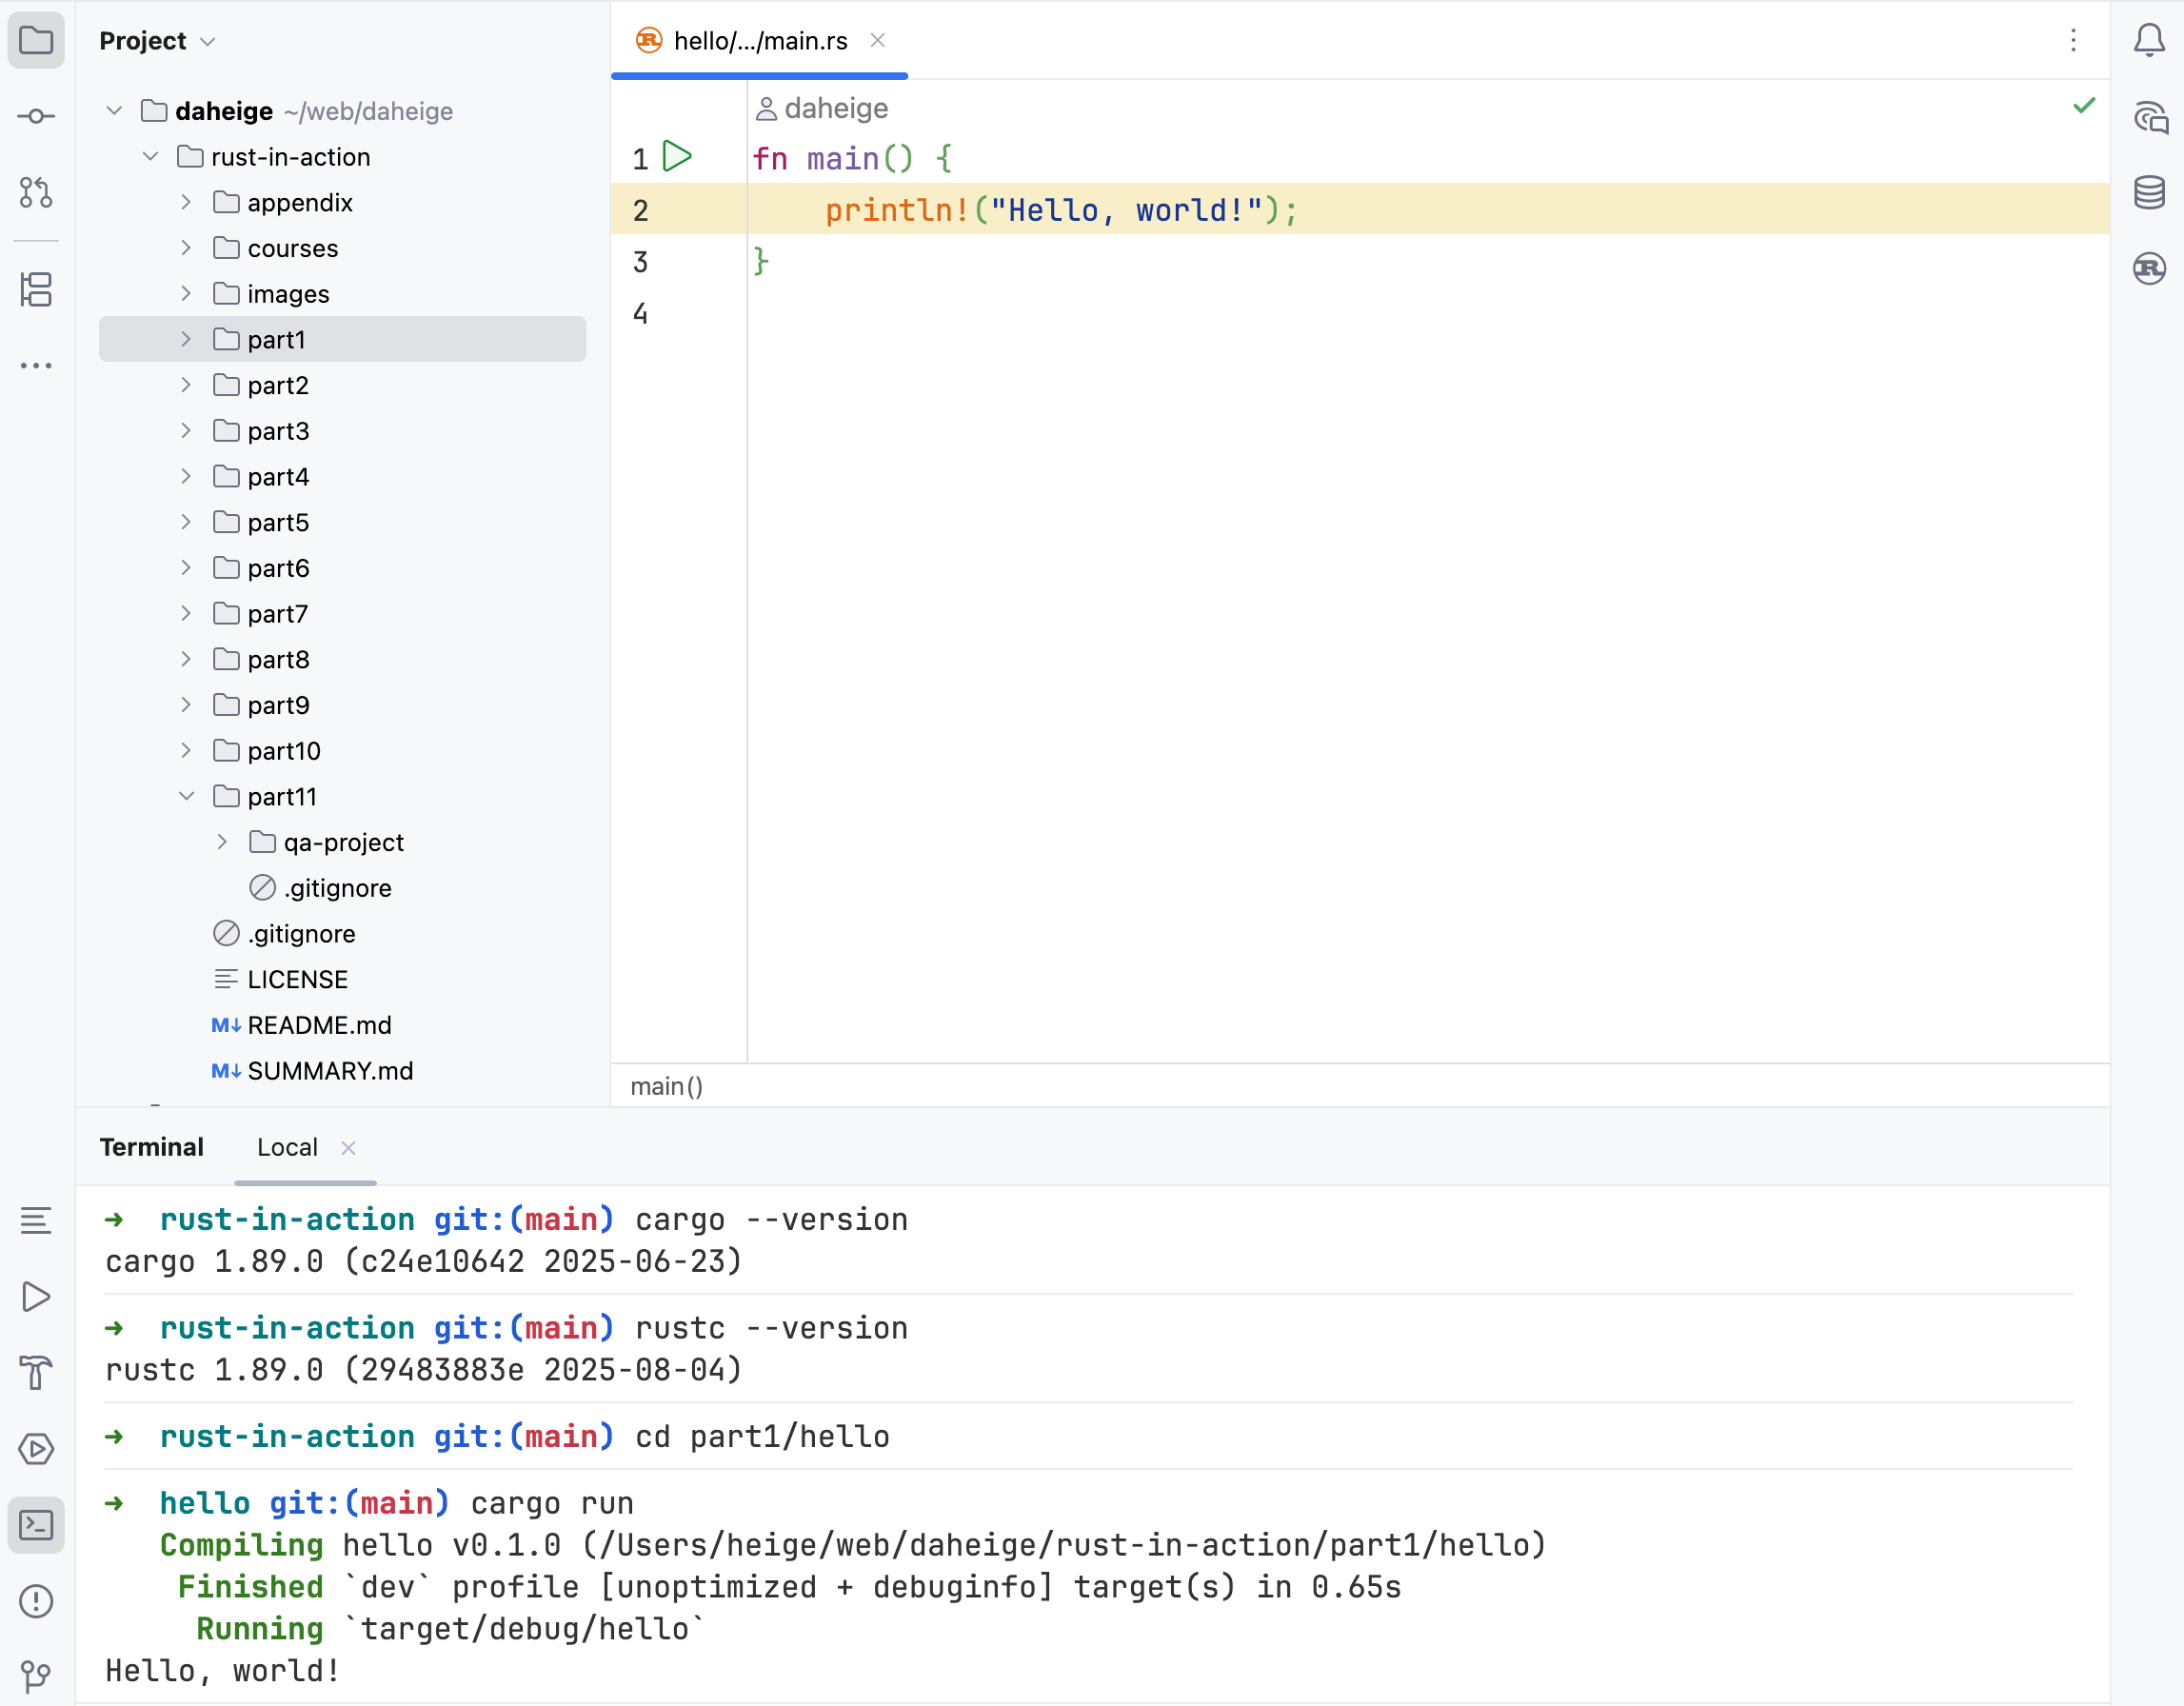 Project
daheige ~/web/daheige
rust-in-action
appendix
courses
images
part1
part2
part3
part4
part5
part6
part7
part8
part9
part10
part11
qa-project
.gitignore
.gitignore
LICENSE
M↓ README.md
M↓ SUMMARY.md
hello/.../main.rs
daheige
1 fn main() {
2     println!("Hello, world!");
3 }
4
main()
Terminal Local
➜  rust-in-action git:(main) cargo --version
cargo 1.89.0 (c24e10642 2025-06-23)
➜  rust-in-action git:(main) rustc --version
rustc 1.89.0 (29483883e 2025-08-04)
➜  rust-in-action git:(main) cd part1/hello
➜  hello git:(main) cargo run
   Compiling hello v0.1.0 (/Users/heige/web/daheige/rust-in-action/part1/hello)
    Finished `dev` profile [unoptimized + debuginfo] target(s) in 0.65s
     Running `target/debug/hello`
Hello, world!